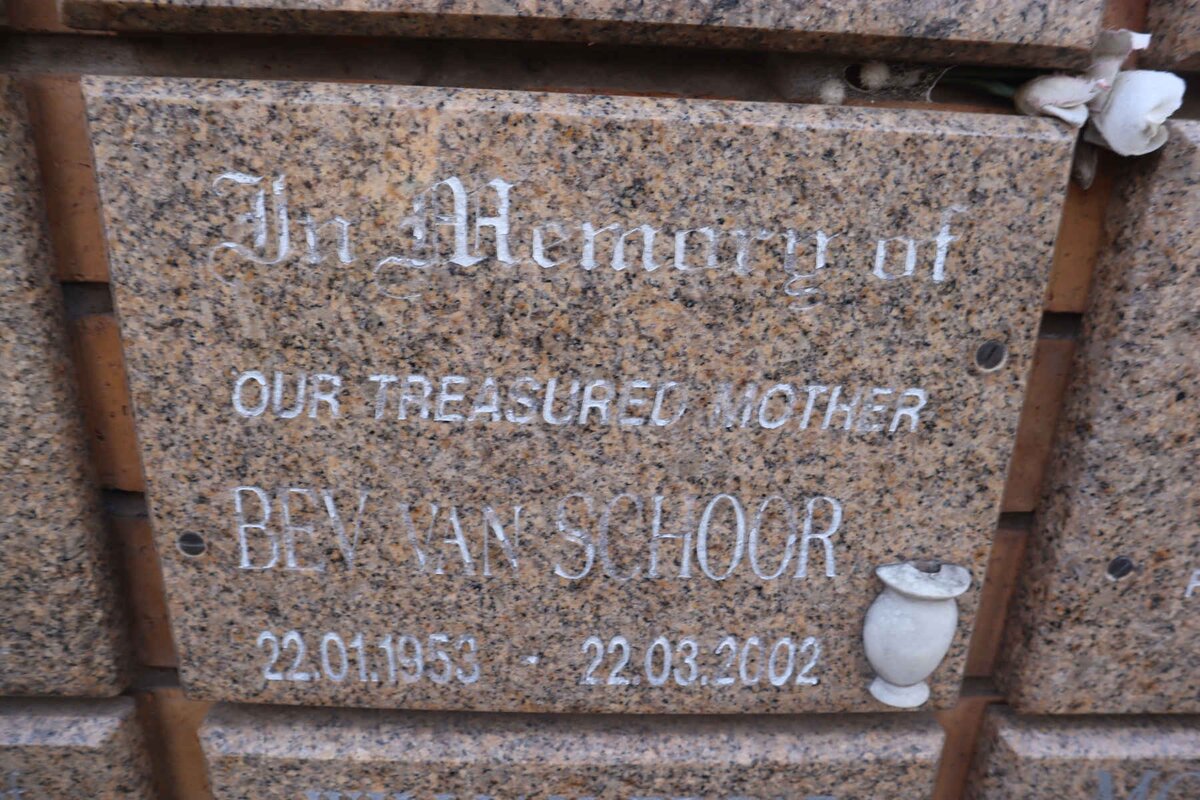 In Memory of
OUR TREASURED MOTHER
BEV VAN SCHOOR
22.01.1953 - 22.03.2002